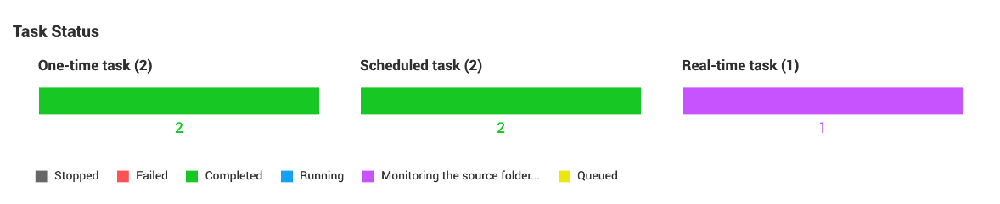 Task Status
One-time task (2) Scheduled task (2) Real-time task (1)
2 2 1
Stopped Failed Completed Running Monitoring the source folder... Queued